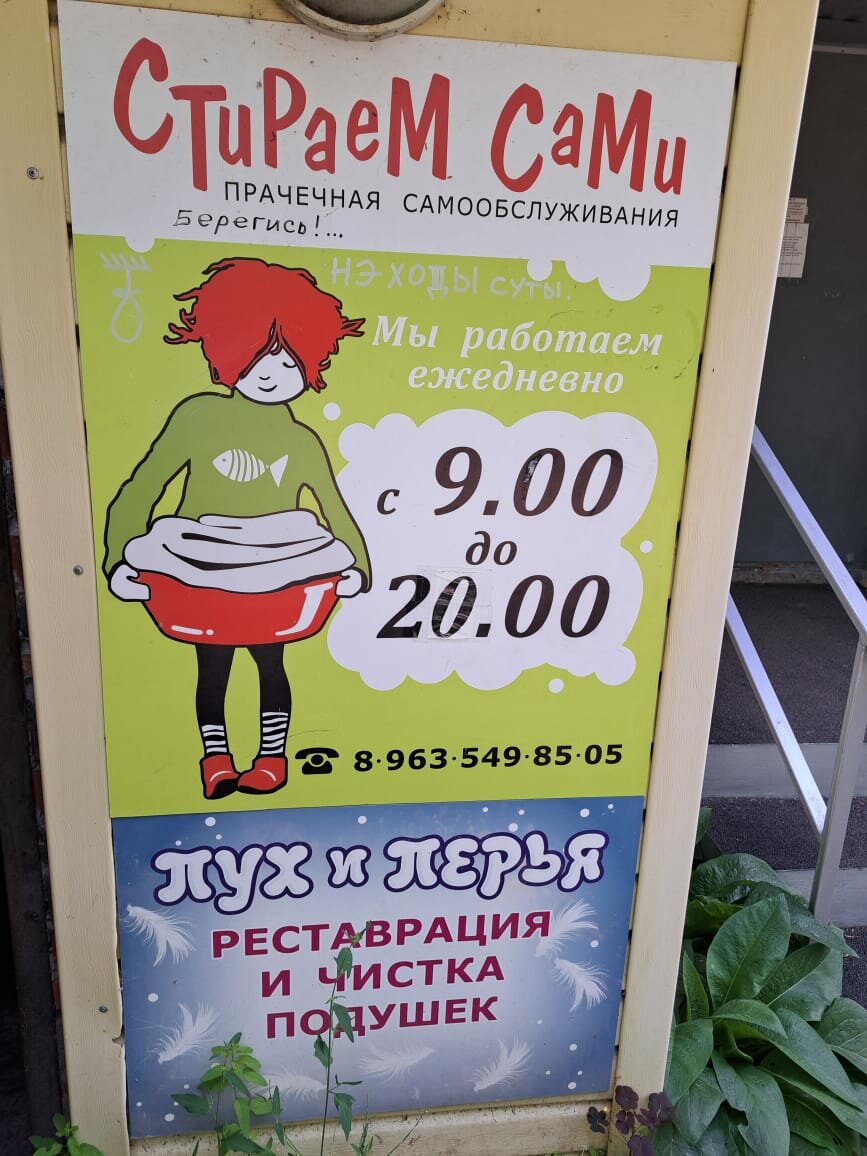 СТиРаеМ СаМи
ПРАЧЕЧНАЯ САМООБСЛУЖИВАНИЯ
Берегись!...
НЭ ХОДЫ СУТЫ.
Мы работаем
ежедневно
с 9.00
до
20.00
8·963·549·85·05
ПУХ и ПЕРЬЯ
РЕСТАВРАЦИЯ
И ЧИСТКА
ПОДУШЕК